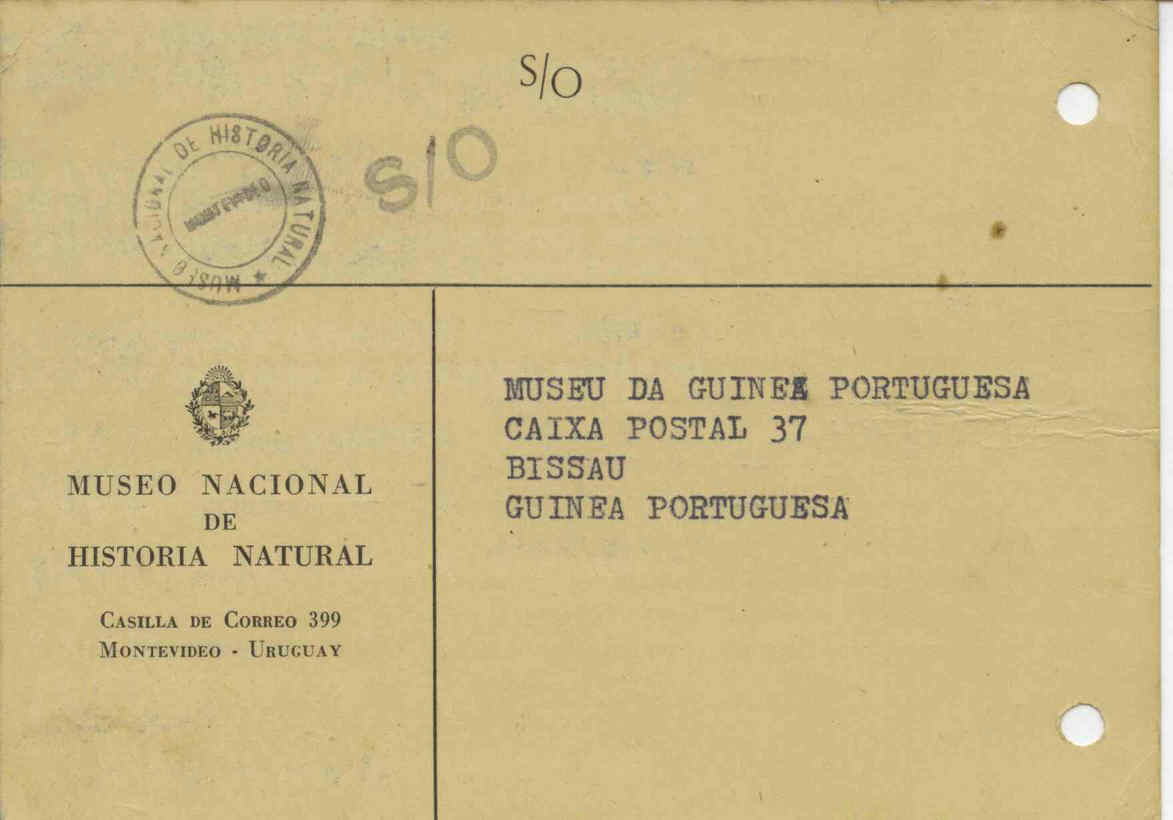 S/O
S/O
MUSEO NACIONAL DE HISTORIA NATURAL
MONTEVIDEO
MUSEO NACIONAL
DE
HISTORIA NATURAL
CASILLA DE CORREO 399
MONTEVIDEO - URUGUAY
MUSEU DA GUINEA PORTUGUESA
CAIXA POSTAL 37
BISSAU
GUINEA PORTUGUESA